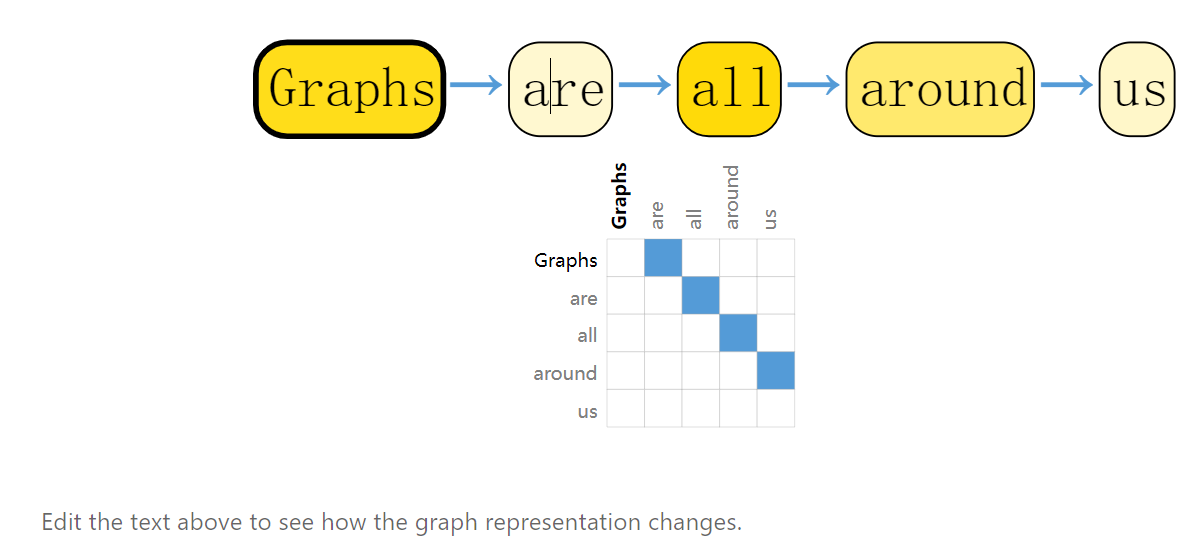 Graphs are all around us
Graphs are all around us
Graphs
are
all
around
us
Edit the text above to see how the graph representation changes.